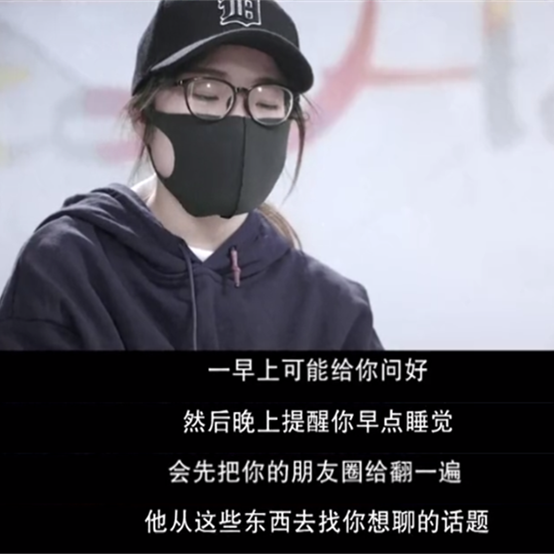 一早上可能给你问好
然后晚上提醒你早点睡觉
会先把你的朋友圈给翻一遍
他从这些东西去找你想聊的话题